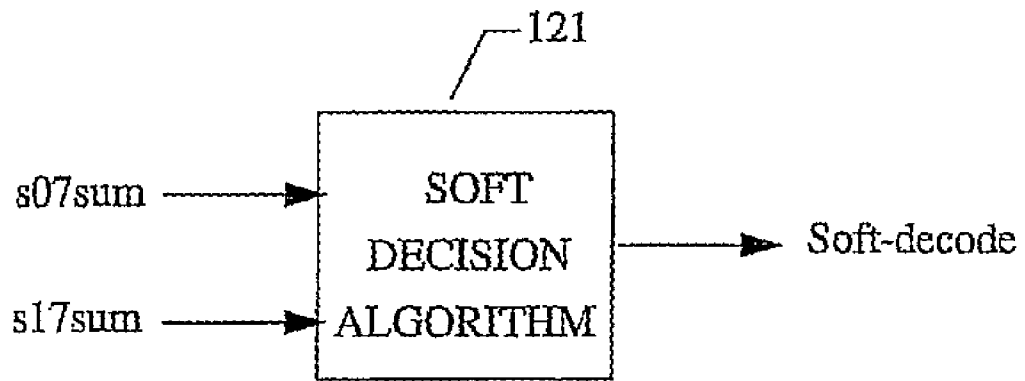 121
s07sum
SOFT
DECISION
ALGORITHM
s17sum
Soft-decode